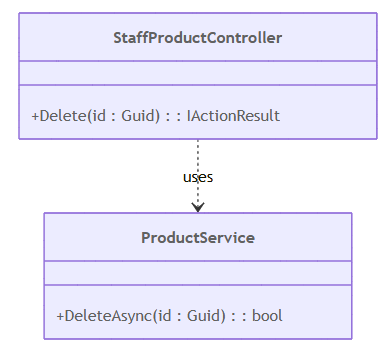 StaffProductController
+Delete(id : Guid) : : IActionResult
uses
ProductService
+DeleteAsync(id : Guid) : : bool